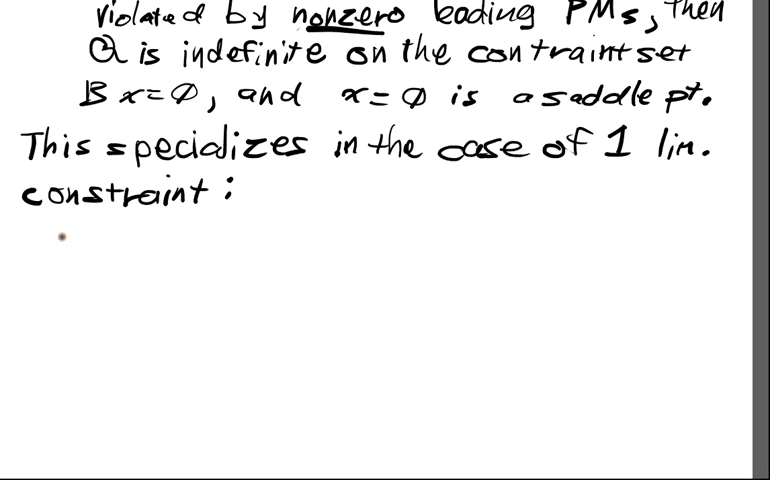 violated by nonzero leading PMs, then
Q is indefinite on the contraint set
Bx=0, and x=0 is a saddle pt.
This specializes in the case of 1 lin.
constraint: